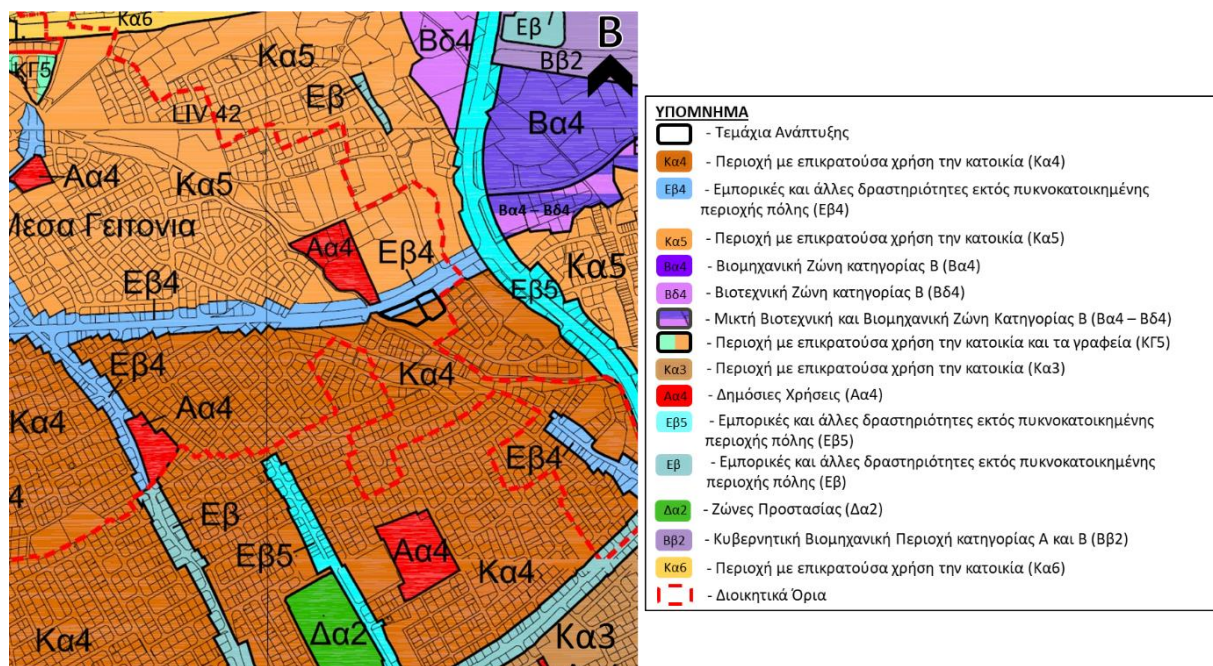 Κα6
Εβ
Β
Κα5
Βδ4
Ββ2
ΚΓ5
Εβ
LIV 42
Βα4
Αα4
Κα5
Βα4 – Βδ4
Μεσα Γειτονια
Αα4
Εβ4
Κα5
Εβ4
Εβ5
Εβ4
Κα4
Αα4
Κα4
Εβ4
Εβ
Εβ5
Αα4
Κα4
Κα4
Δα2
Κα3
ΥΠΟΜΝΗΜΑ
- Τεμάχια Ανάπτυξης
Κα4 - Περιοχή με επικρατούσα χρήση την κατοικία (Κα4)
Εβ4 - Εμπορικές και άλλες δραστηριότητες εκτός πυκνοκατοικημένης
περιοχής πόλης (Εβ4)
Κα5 - Περιοχή με επικρατούσα χρήση την κατοικία (Κα5)
Βα4 - Βιομηχανική Ζώνη κατηγορίας Β (Βα4)
Βδ4 - Βιοτεχνική Ζώνη κατηγορία Β (Βδ4)
- Μικτή Βιοτεχνική και Βιομηχανική Ζώνη Κατηγορίας Β (Βα4 – Βδ4)
- Περιοχή με επικρατούσα χρήση την κατοικία και τα γραφεία (ΚΓ5)
Κα3 - Περιοχή με επικρατούσα χρήση την κατοικία (Κα3)
Αα4 - Δημόσιες Χρήσεις (Αα4)
Εβ5 - Εμπορικές και άλλες δραστηριότητες εκτός πυκνοκατοικημένης
περιοχής πόλης (Εβ5)
Εβ - Εμπορικές και άλλες δραστηριότητες εκτός πυκνοκατοικημένης
περιοχής πόλης (Εβ)
Δα2 - Ζώνες Προστασίας (Δα2)
Ββ2 - Κυβερνητική Βιομηχανική Περιοχή κατηγορίας Α και Β (Ββ2)
Κα6 - Περιοχή με επικρατούσα χρήση την κατοικία (Κα6)
- Διοικητικά Όρια